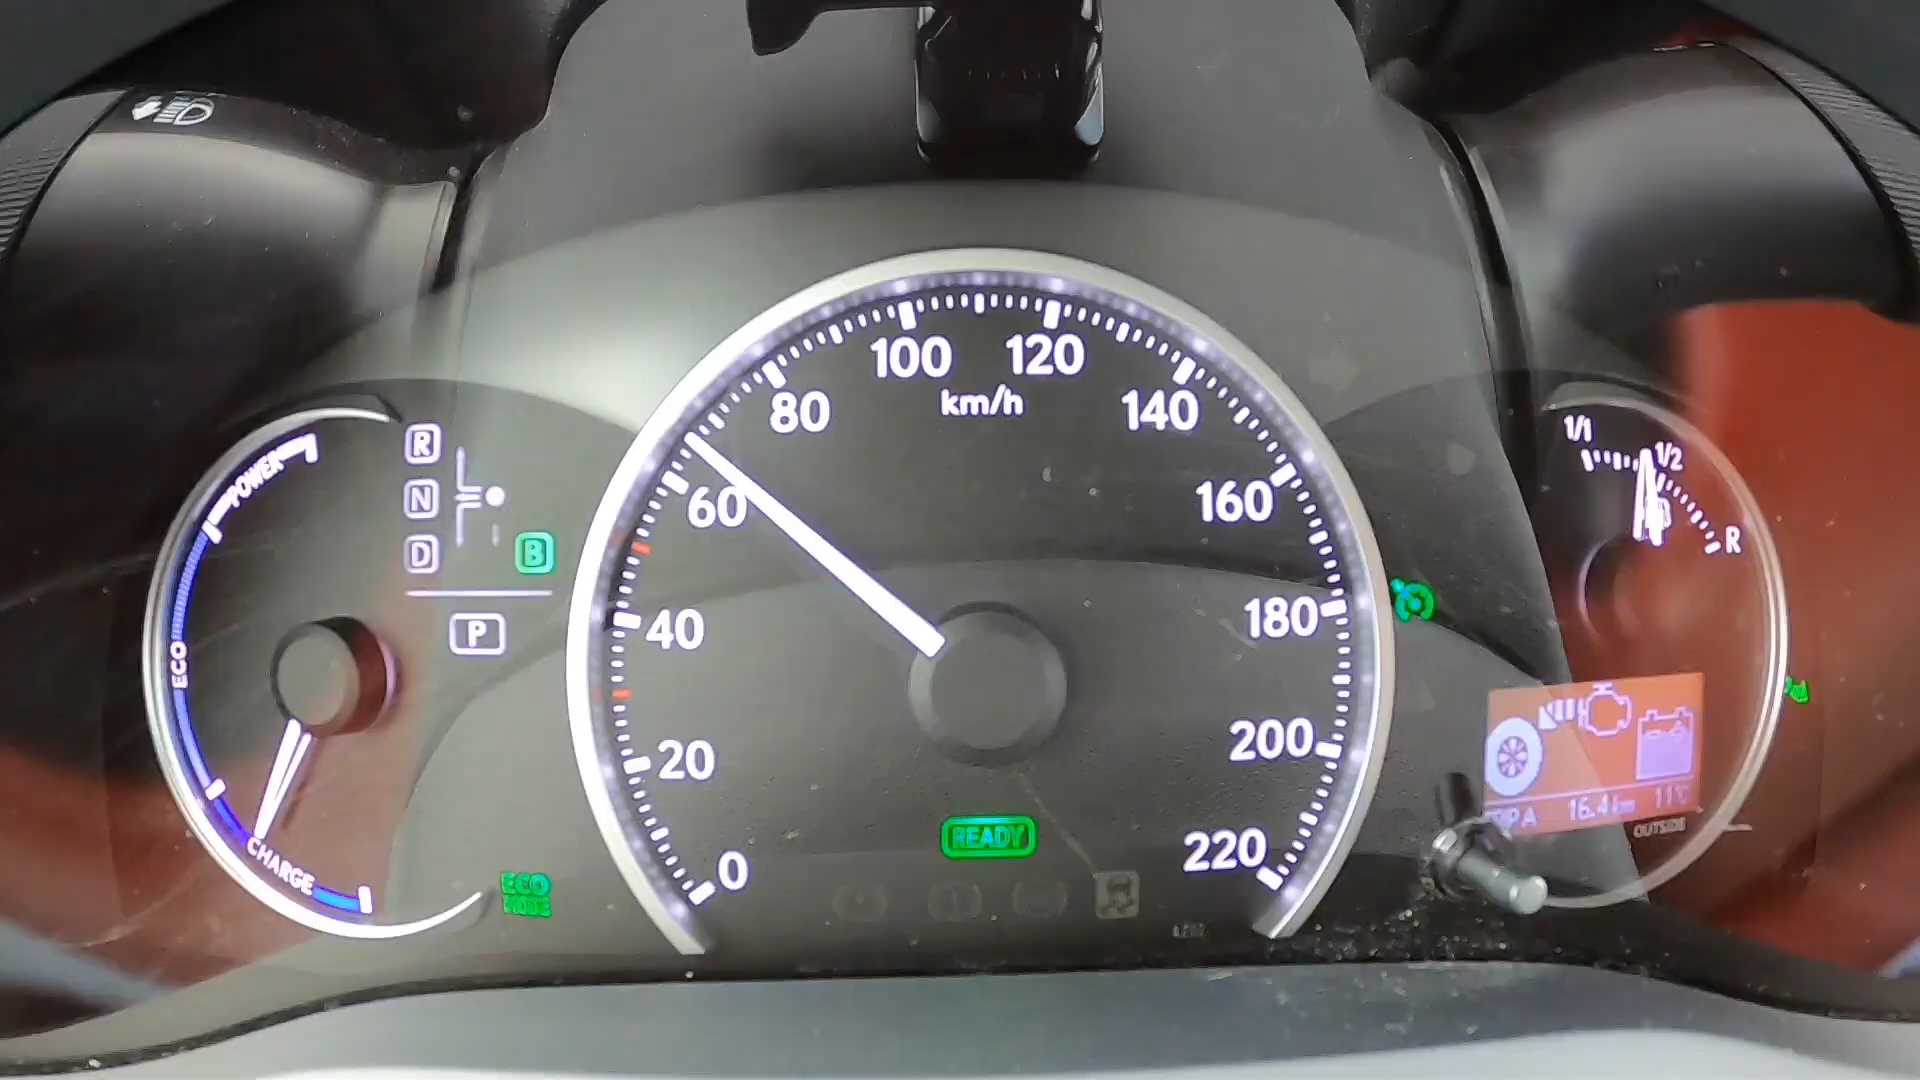 POWER
ECO
CHARGE
R
N
D
B
P
ECO
MODE
0
20
40
60
80
100
120
140
160
180
200
220
km/h
READY
1/1
1/2
R
16.4 km 11°C
OUTSIDE